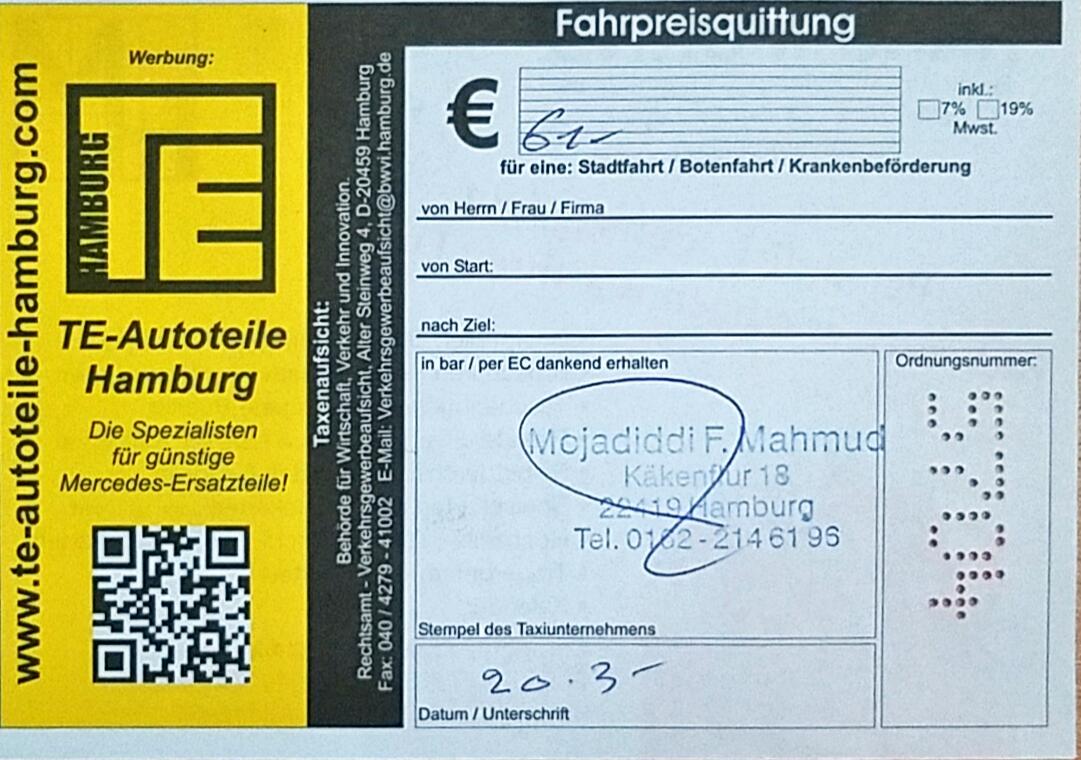 Fahrpreisquittung
www.te-autoteile-hamburg.com
Werbung:
HAMBURG
TE
TE-Autoteile
Hamburg
Die Spezialisten
für günstige
Mercedes-Ersatzteile!
Taxenaufsicht:
Behörde für Wirtschaft, Verkehr und Innovation.
Rechtsamt - Verkehrsgewerbeaufsicht, Alter Steinweg 4, D-20459 Hamburg
Fax: 040 / 4279 - 41002 E-Mail: Verkehrsgewerbeaufsicht@bwvi.hamburg.de
€ 61-
inkl.:
7% 19%
Mwst.
für eine: Stadtfahrt / Botenfahrt / Krankenbeförderung
von Herrn / Frau / Firma
von Start:
nach Ziel:
in bar / per EC dankend erhalten
Mojadiddi F. Mahmud
Käkenflur 18
22419 Hamburg
Tel. 0162 - 214 61 96
Stempel des Taxiunternehmens
20.3-
Datum / Unterschrift
Ordnungsnummer: